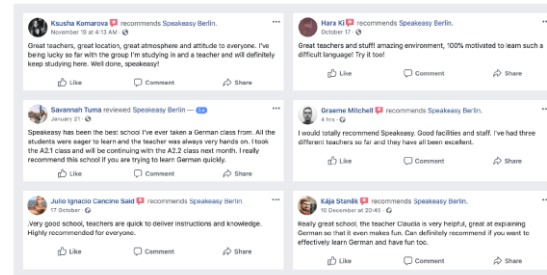 Ksusha Komarova recommends Speakeasy Berlin.
November 19 at 4:13 AM ·
Great teachers, great location, great atmosphere and attitude to everyone. I've
being lucky so far with the group I'm studying in and a teacher and will definitely
keep studying here. Well done, speakeasy!
Like Comment Share
Hara Ki recommends Speakeasy Berlin.
October 17 ·
Great teachers and stuff! amazing environment, 100% motivated to learn such a
difficult language! Try it too!
Like Comment Share
Savannah Tuma reviewed Speakeasy Berlin —
January 21 ·
Speakeasy has been the best school I've ever taken a German class from. All the
students were eager to learn and the teacher was always very hands on. I took
the A2.1 class and will be continuing with the A2.2 class next month. I really
recommend this school if you are trying to learn German quickly.
Like Comment Share
Graeme Mitchell recommends Speakeasy Berlin.
4 hrs ·
I would totally recommend Speakeasy. Good facilities and staff. I've had three
different teachers so far and they have all been excellent.
Like Comment Share
Julio Ignacio Cancino Said recommends Speakeasy Berlin.
17 October ·
.Very good school, teachers are quick to deliver instructions and knowledge.
Highly recommended for everyone.
Like Comment Share
Kája Staněk recommends Speakeasy Berlin.
10 December at 20:45 ·
Really great school, the teacher Claudia is very helpful, great at explaining
German so that it even makes fun. Can definitely recommend if you want to
effectively learn German and have fun too.
Like Comment Share